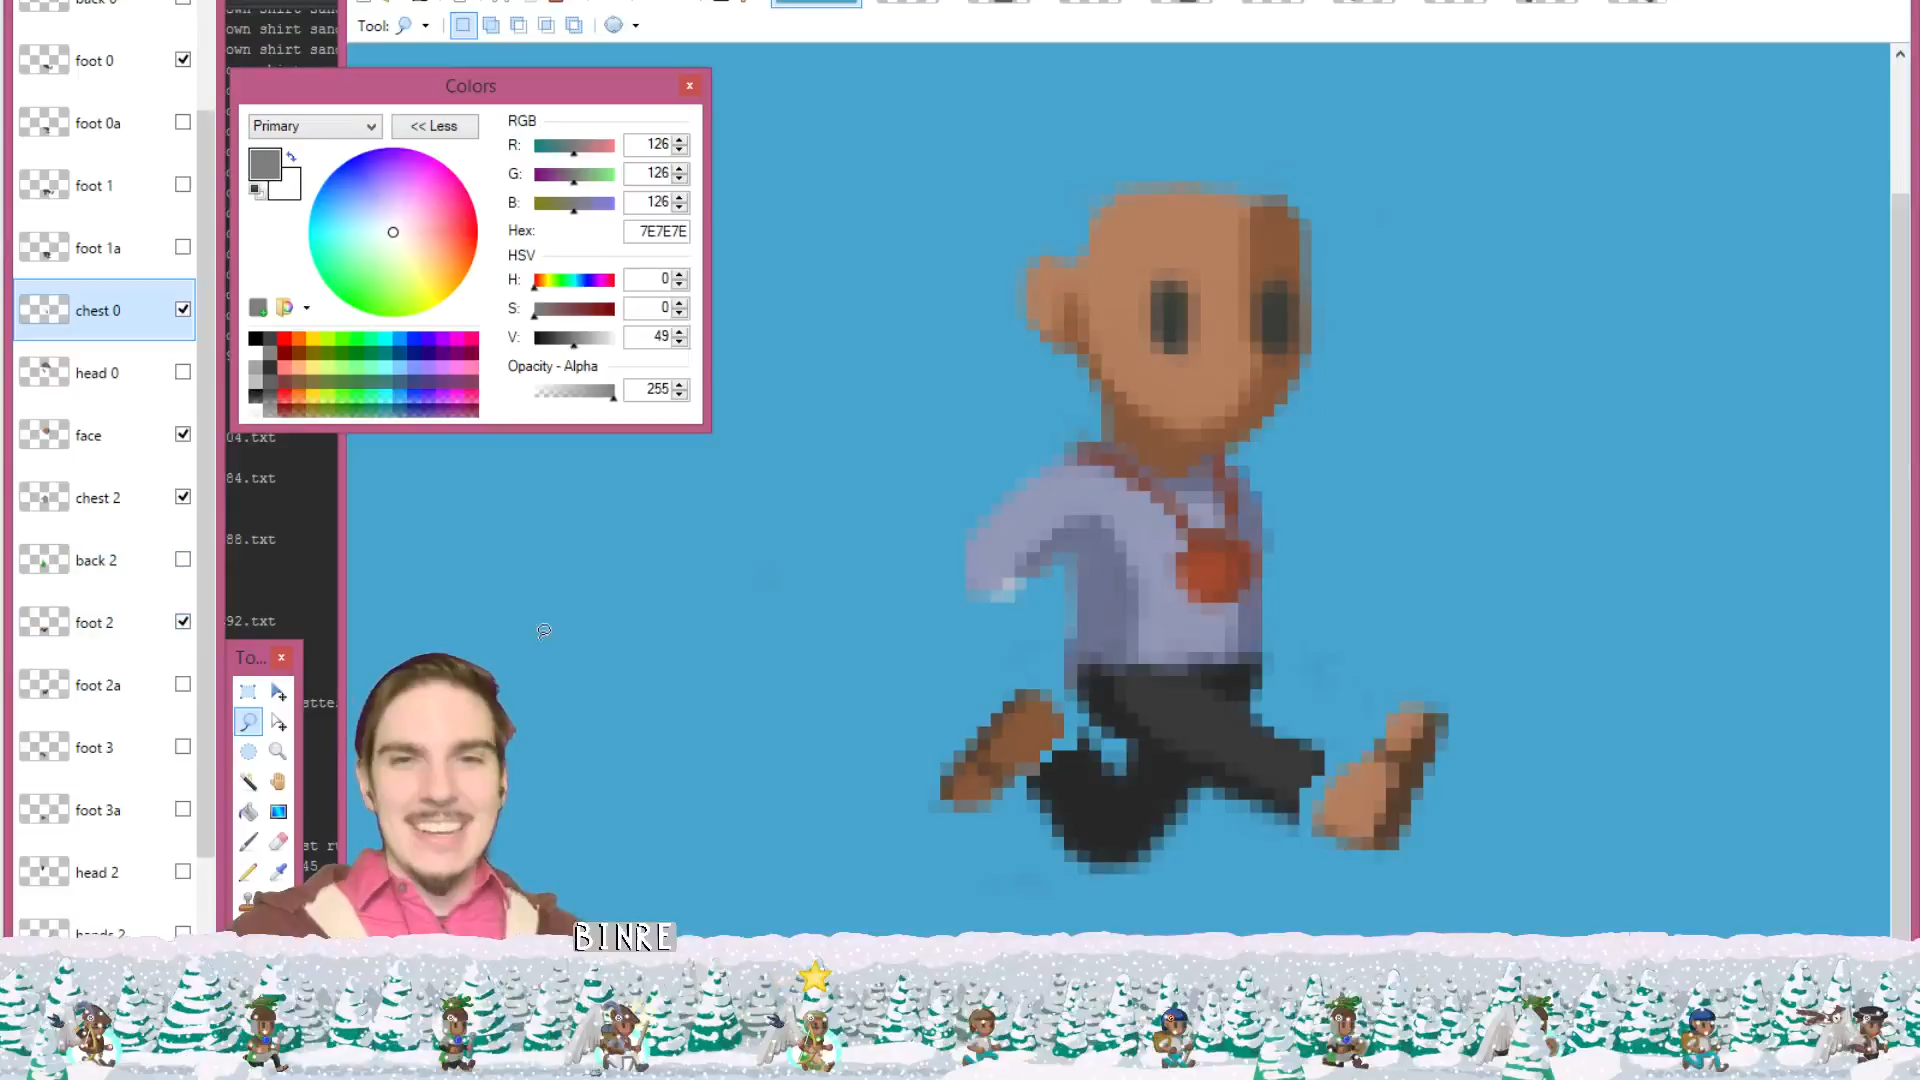 own shirt san
own shirt san
Tool:
foot 0
Colors
Primary
<< Less
RGB
R: 126
foot 0a
G: 126
B: 126
foot 1
Hex: 7E7E7E
HSV
foot 1a
H: 0
S: 0
chest 0
V: 49
Opacity - Alpha
head 0
255
face
04.txt
84.txt
chest 2
88.txt
back 2
foot 2
92.txt
To...
foot 2a
foot 3
foot 3a
45
head 2
BINRE